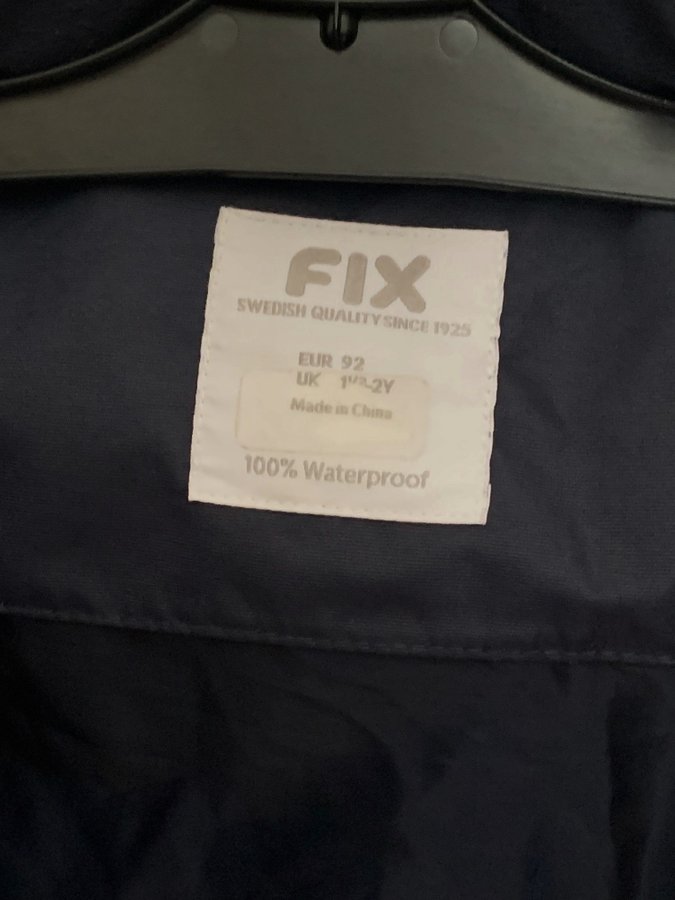 FIX
SWEDISH QUALITY SINCE 1925
EUR 92
UK 1½-2Y
Made in China
100% Waterproof